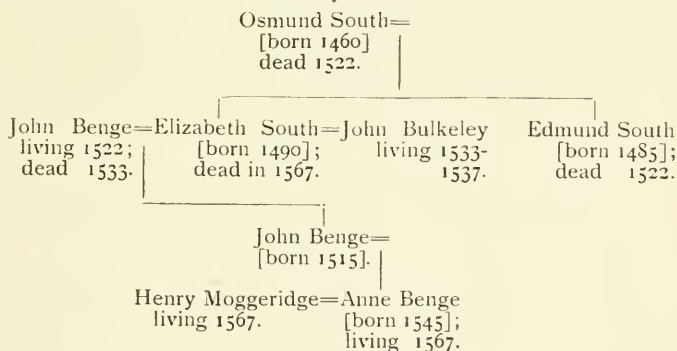 Osmund South=
[born 1460]
dead 1522.
John Benge=Elizabeth South=John Bulkeley Edmund South
living 1522; [born 1490]; living 1533- [born 1485];
dead 1533. dead in 1567. 1537. dead 1522.
John Benge=
[born 1515].
Henry Moggeridge=Anne Benge
living 1567. [born 1545];
living 1567.